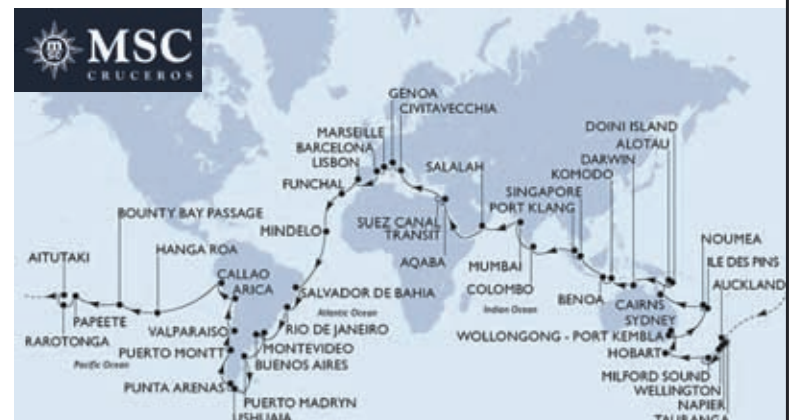 MSC
CRUCEROS
GENOA
CIVITAVECCHIA
MARSEILLE
BARCELONA
LISBON
FUNCHAL
MINDELO
SALALAH
SUEZ CANAL
TRANSIT
AQABA
DOINI ISLAND
ALOTAU
DARWIN
KOMODO
SINGAPORE
PORT KLANG
MUMBAI
COLOMBO
Indian Ocean
BENOA
CAIRNS
SYDNEY
WOLLONGONG - PORT KEMBLA
HOBART
NOUMEA
ILE DES PINS
AUCKLAND
MILFORD SOUND
WELLINGTON
NAPIER
TAURANGA
BOUNTY BAY PASSAGE
HANGA ROA
AITUTAKI
PAPEETE
RAROTONGA
Pacific Ocean
CALLAO
ARICA
VALPARAISO
PUERTO MONTT
PUNTA ARENAS
SALVADOR DE BAHIA
Atlantic Ocean
RIO DE JANEIRO
MONTEVIDEO
BUENOS AIRES
PUERTO MADRYN
USHUAIA